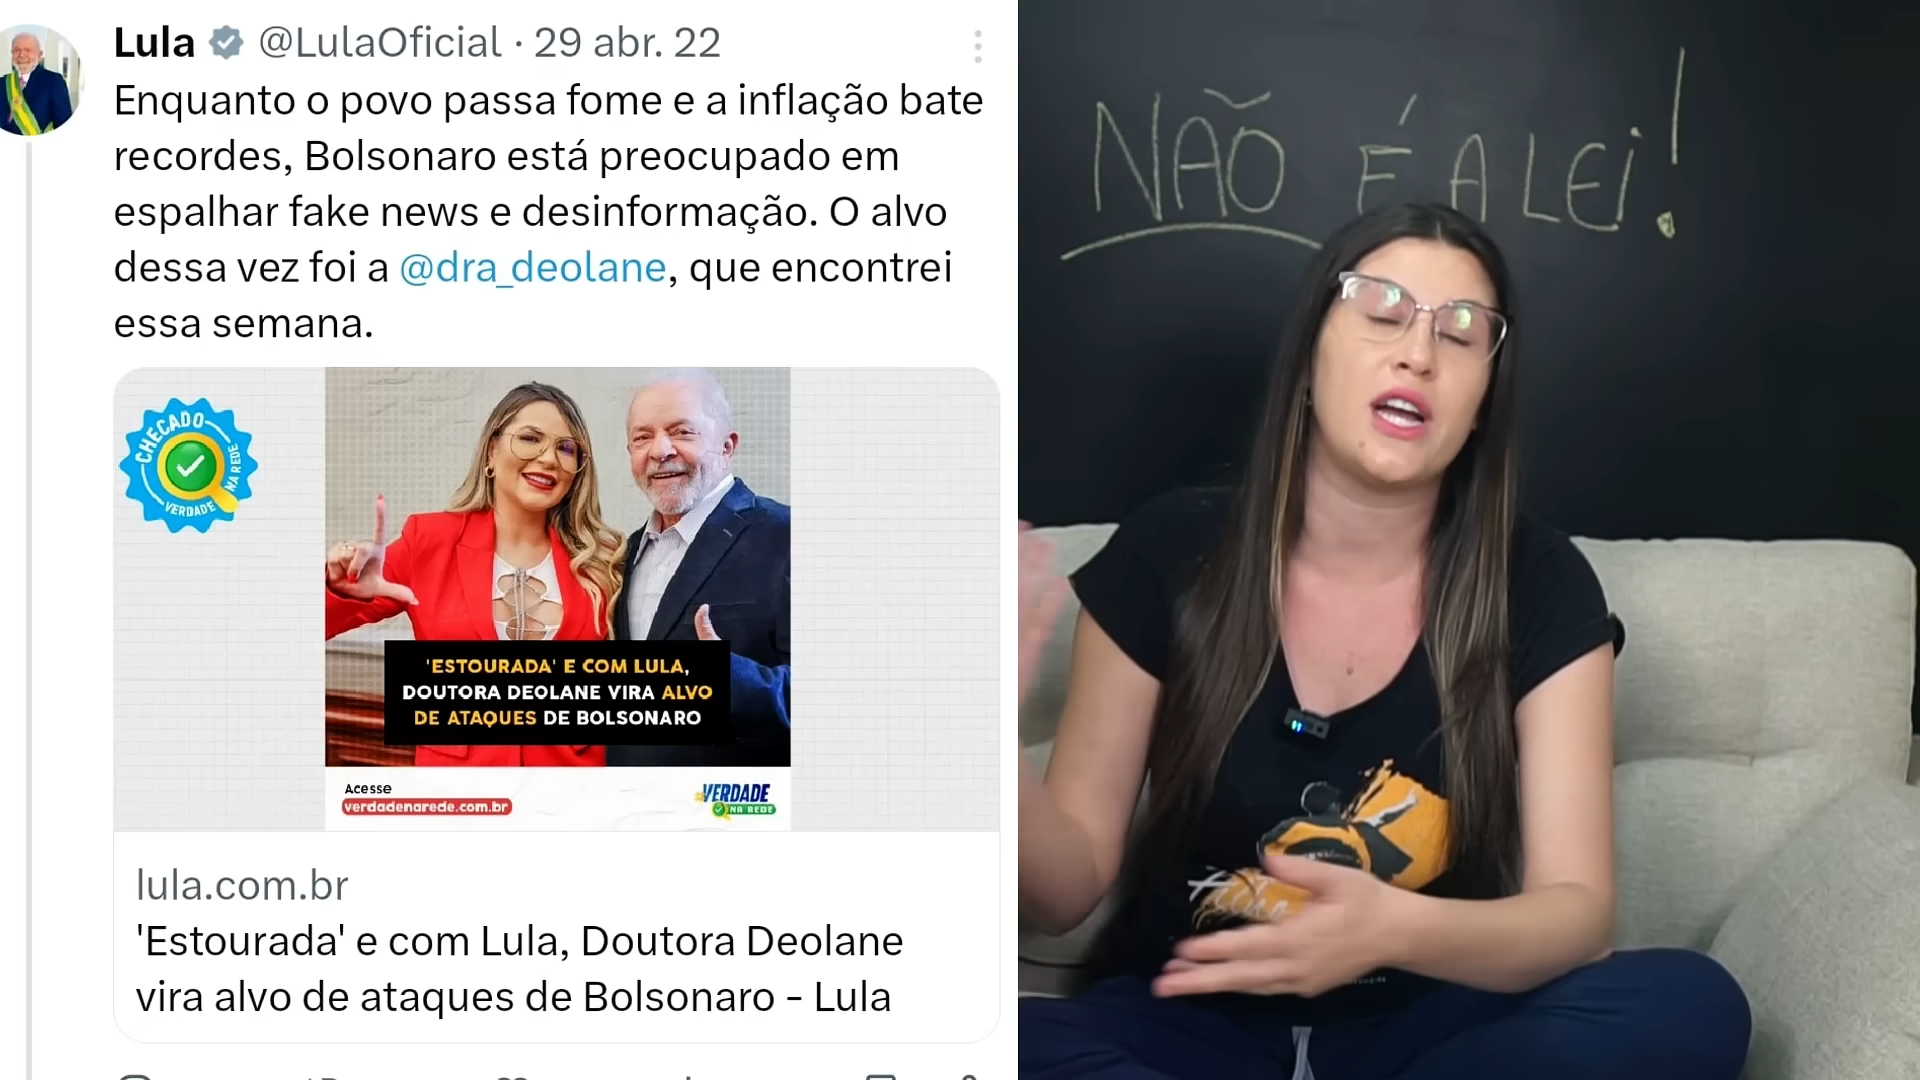 Lula @LulaOficial · 29 abr. 22
Enquanto o povo passa fome e a inflação bate
recordes, Bolsonaro está preocupado em
espalhar fake news e desinformação. O alvo
dessa vez foi a @dra_deolane, que encontrei
essa semana.
CHECADO
NA REDE
VERDADE
'ESTOURADA' E COM LULA,
DOUTORA DEOLANE VIRA ALVO
DE ATAQUES DE BOLSONARO
Acesse
verdadenarede.com.br
#VERDADE
NA REDE
lula.com.br
'Estourada' e com Lula, Doutora Deolane
vira alvo de ataques de Bolsonaro - Lula
NÃO É A LEi!